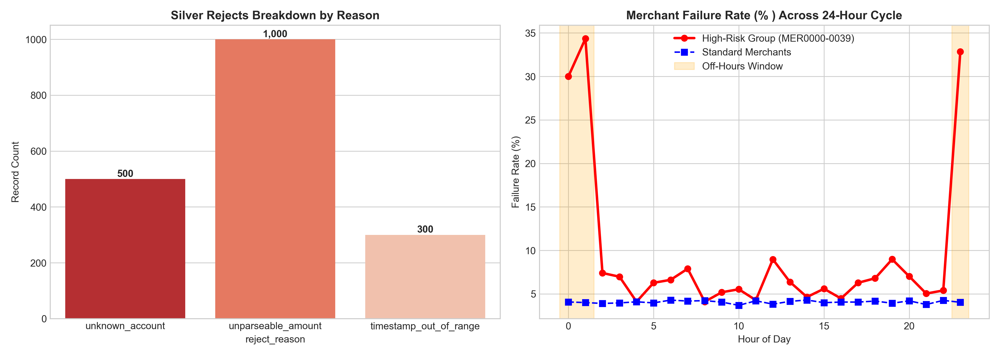 Silver Rejects Breakdown by Reason
Record Count
1000
800
600
400
200
0
500
1,000
300
unknown_account
unparseable_amount
timestamp_out_of_range
reject_reason
Merchant Failure Rate (% ) Across 24-Hour Cycle
Failure Rate (%)
35
30
25
20
15
10
5
High-Risk Group (MER0000-0039)
Standard Merchants
Off-Hours Window
0
5
10
15
20
Hour of Day